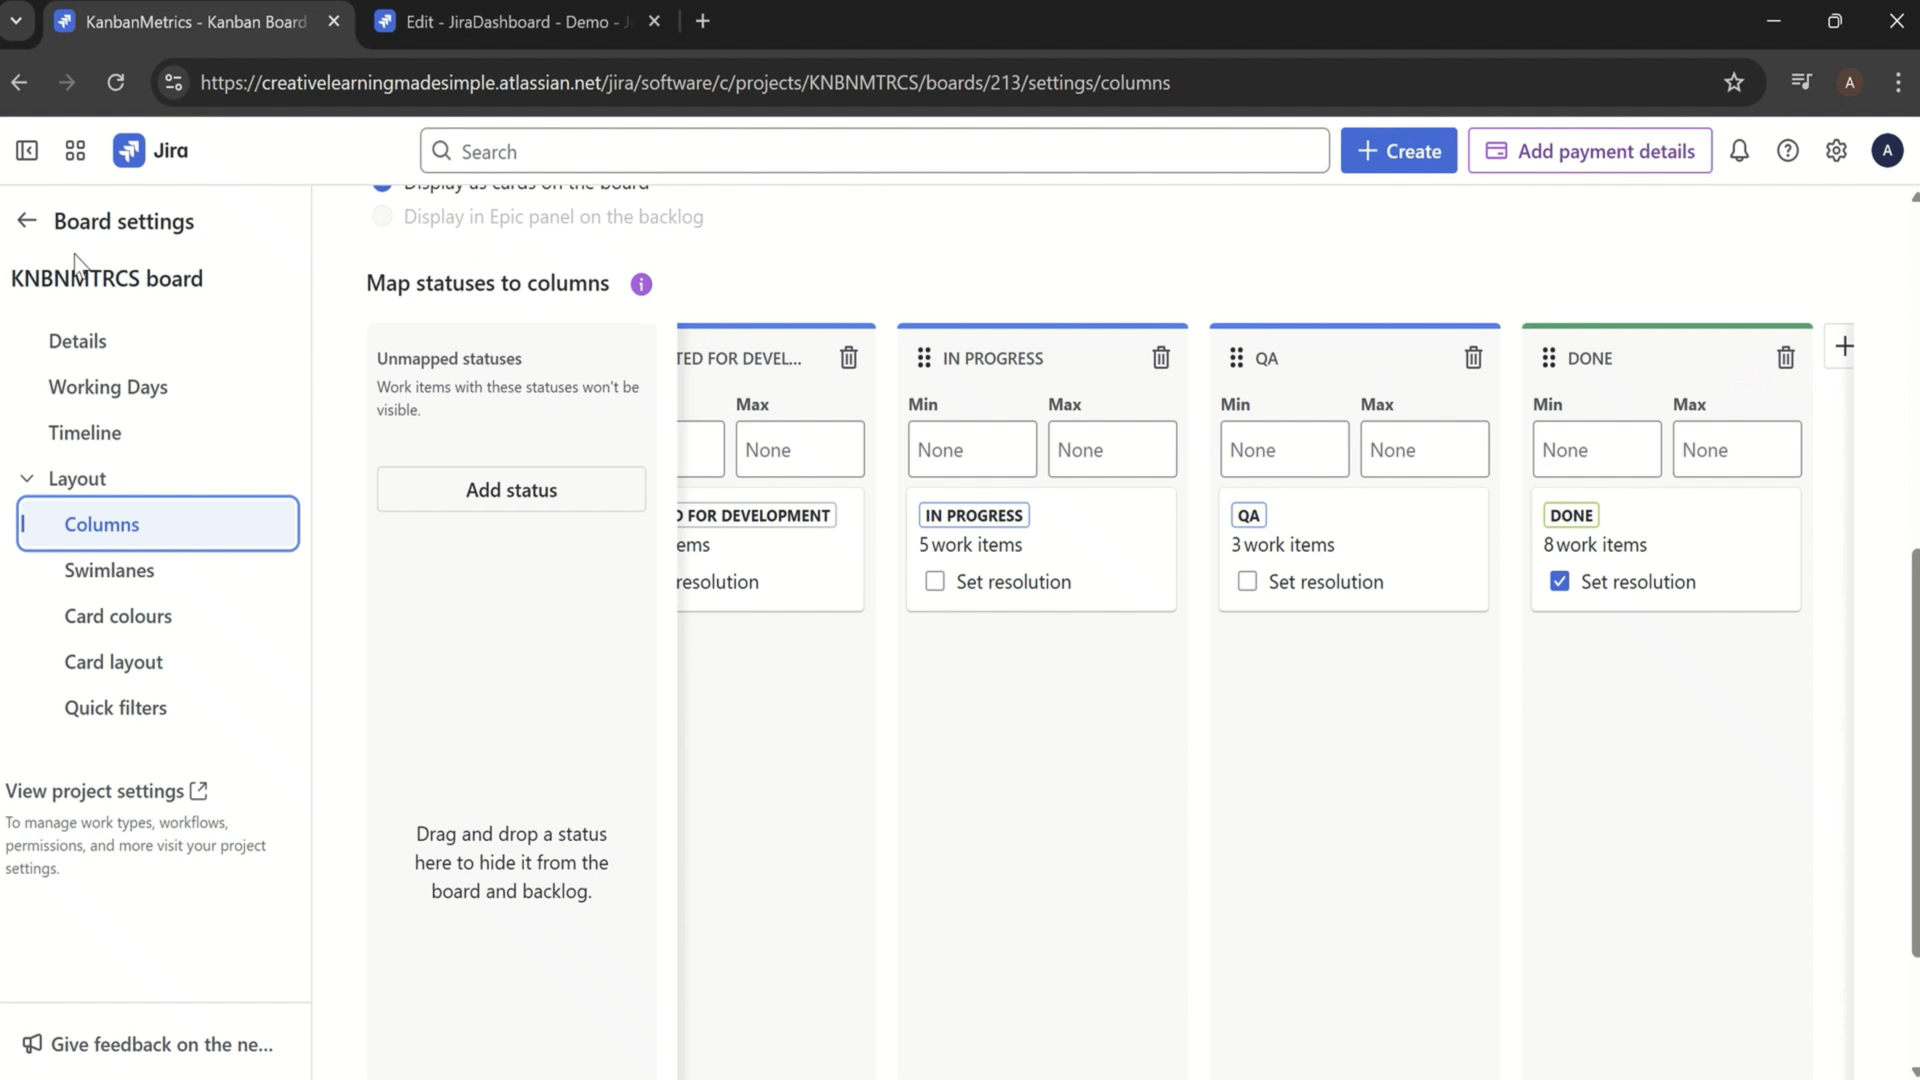 KanbanMetrics - Kanban Board
Edit - JiraDashboard - Demo -
https://creativelearningmadesimple.atlassian.net/jira/software/c/projects/KNBNMTRCS/boards/213/settings/columns
A
Jira
Search
Create
Add payment details
A
Board settings
KNBNMTRCS board
Details
Working Days
Timeline
Layout
Columns
Swimlanes
Card colours
Card layout
Quick filters
View project settings
To manage work types, workflows,
permissions, and more visit your project
settings.
Give feedback on the ne...
Display as cards on the board
Display in Epic panel on the backlog
Map statuses to columns
Unmapped statuses
Work items with these statuses won't be
visible.
Add status
Drag and drop a status
here to hide it from the
board and backlog.
TED FOR DEVEL...
Max
None
D FOR DEVELOPMENT
ems
resolution
IN PROGRESS
Min Max
None None
IN PROGRESS
5 work items
Set resolution
QA
Min Max
None None
QA
3 work items
Set resolution
DONE
Min Max
None None
DONE
8 work items
Set resolution